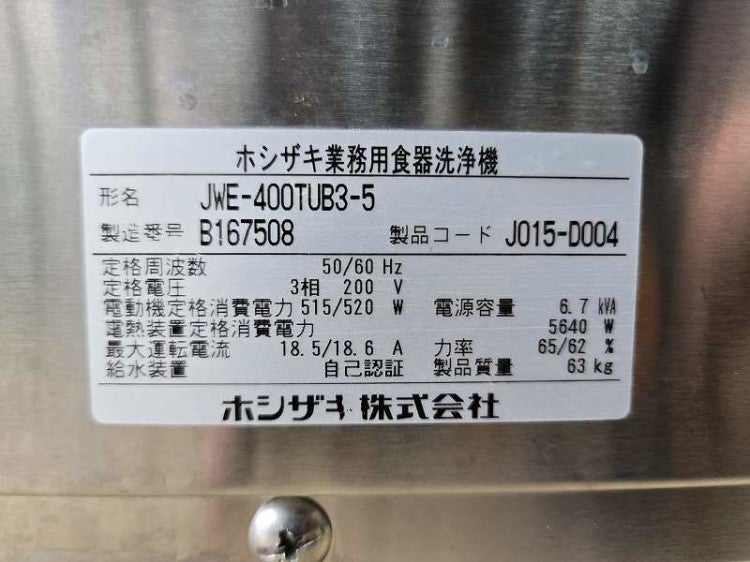 ホシザキ業務用食器洗浄機
形名 JWE-400TUB3-5
製造番号 B167508 製品コード J015-D004
定格周波数 50/60 Hz
定格電圧 3相 200 V
電動機定格消費電力 515/520 W 電源容量 6.7 kVA
電熱装置定格消費電力 5640 W
最大運転電流 18.5/18.6 A 力率 65/62 %
給水装置 自己認証 製品質量 63 kg
ホシザキ株式会社